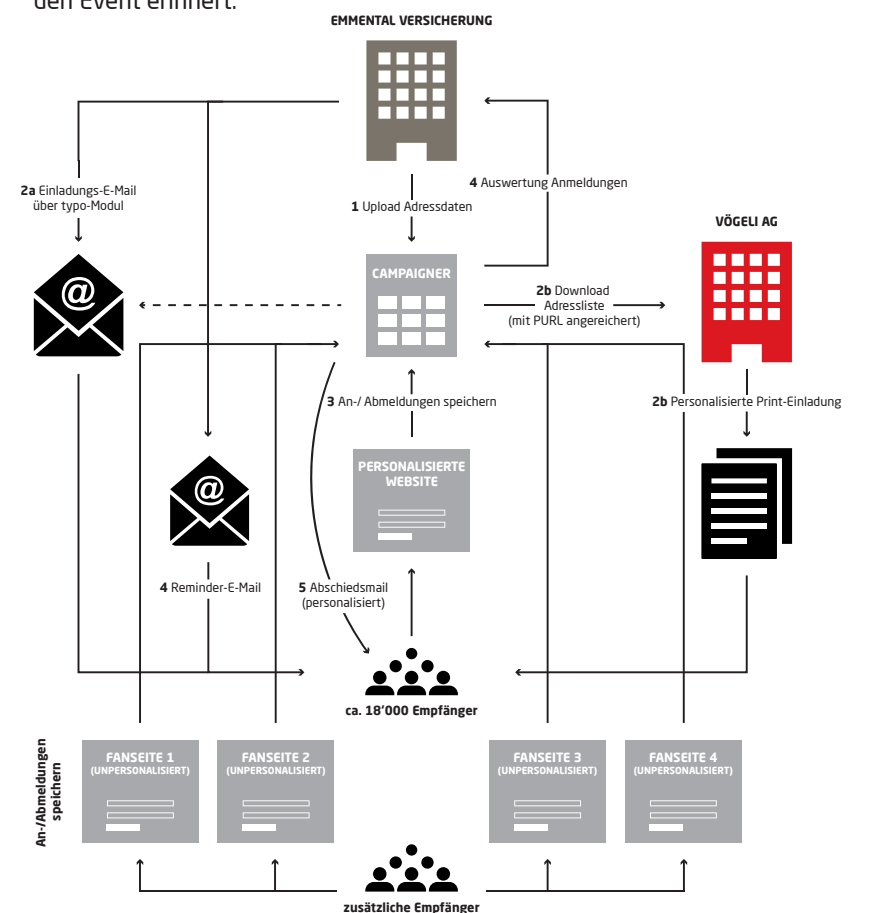 den Event erinnert.
EMMENTAL VERSICHERUNG
2a Einladungs-E-Mail
über typo-Modul
4 Auswertung Anmeldungen
1 Upload Adressdaten
VÖGELI AG
@
CAMPAIGNER
2b Download
Adressliste
(mit PURL angereichert)
3 An-/ Abmeldungen speichern
2b Personalisierte Print-Einladung
PERSONALISIERTE
WEBSITE
@
4 Reminder-E-Mail
5 Abschiedsmail
(personalisiert)
ca. 18’000 Empfänger
An-/Abmeldungen
speichern
FANSEITE 1
(UNPERSONALISIERT)
FANSEITE 2
(UNPERSONALISIERT)
FANSEITE 3
(UNPERSONALISIERT)
FANSEITE 4
(UNPERSONALISIERT)
zusätzliche Empfänger